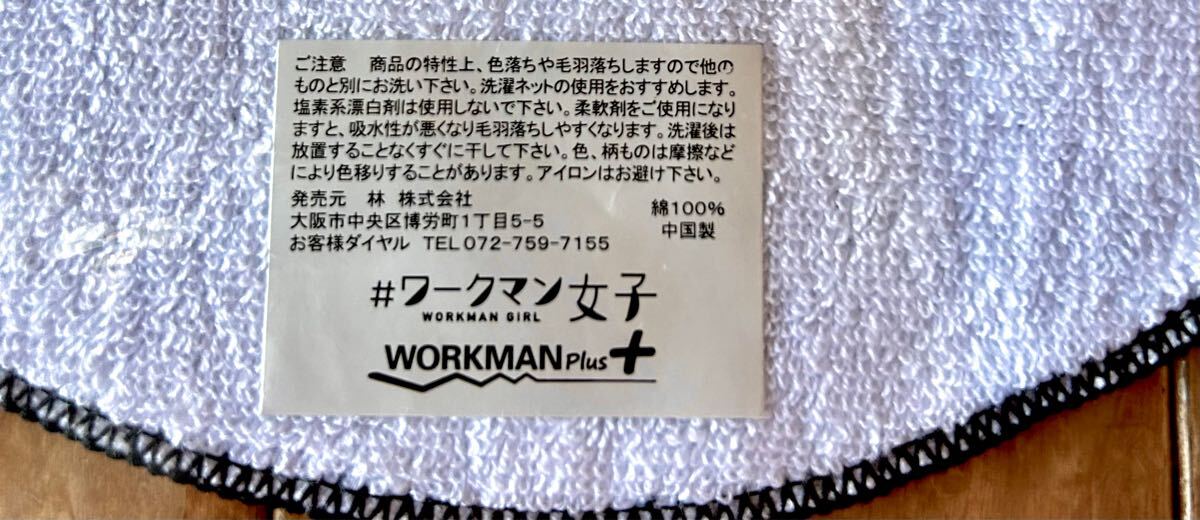 ご注意　商品の特性上、色落ちや毛羽落ちしますので他の
ものと別にお洗い下さい。洗濯ネットの使用をおすすめします。
塩素系漂白剤は使用しないで下さい。柔軟剤をご使用になり
ますと、吸水性が悪くなり毛羽落ちしやすくなります。洗濯後は
放置することなくすぐに干して下さい。色、柄ものは摩擦など
により色移りすることがあります。アイロンはお避け下さい。
発売元　林　株式会社
大阪市中央区博労町1丁目5-5
お客様ダイヤル　TEL 072-759-7155
綿100%
中国製
#ワークマン女子
WORKMAN GIRL
WORKMAN Plus+